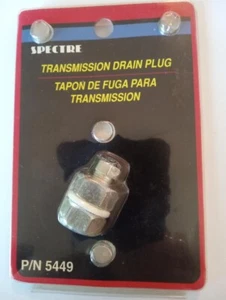 SPECTRE
TRANSMISSION DRAIN PLUG
TAPON DE FUGA PARA
TRANSMISSION
P/N 5449